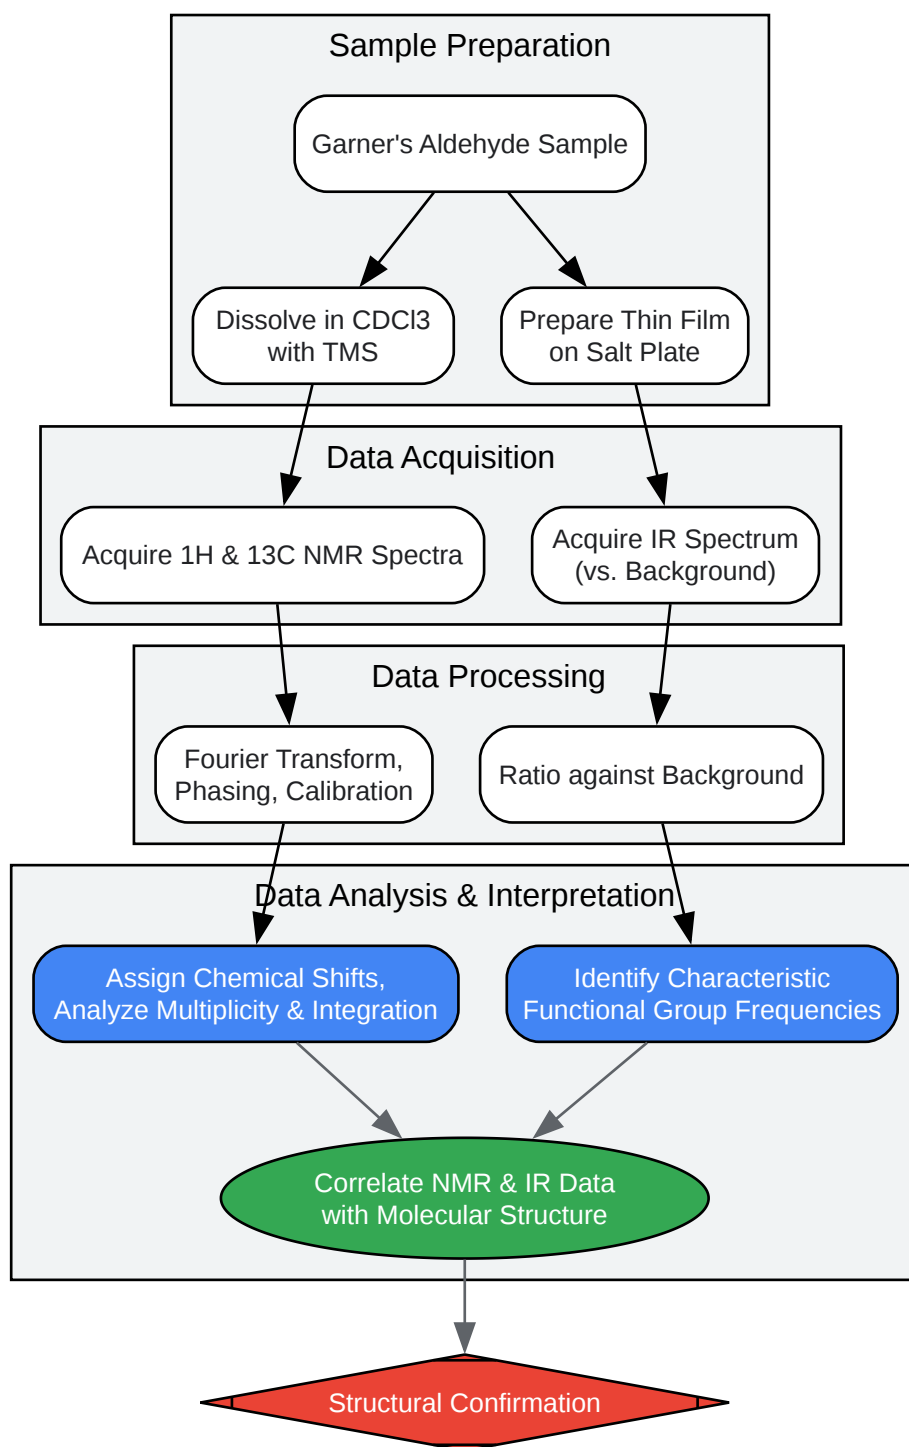 Sample Preparation
Garner's Aldehyde Sample
Dissolve in CDCl3
with TMS
Prepare Thin Film
on Salt Plate
Data Acquisition
Acquire 1H & 13C NMR Spectra
Acquire IR Spectrum
(vs. Background)
Data Processing
Fourier Transform,
Phasing, Calibration
Ratio against Background
Data Analysis & Interpretation
Assign Chemical Shifts,
Analyze Multiplicity & Integration
Identify Characteristic
Functional Group Frequencies
Correlate NMR & IR Data
with Molecular Structure
Structural Confirmation